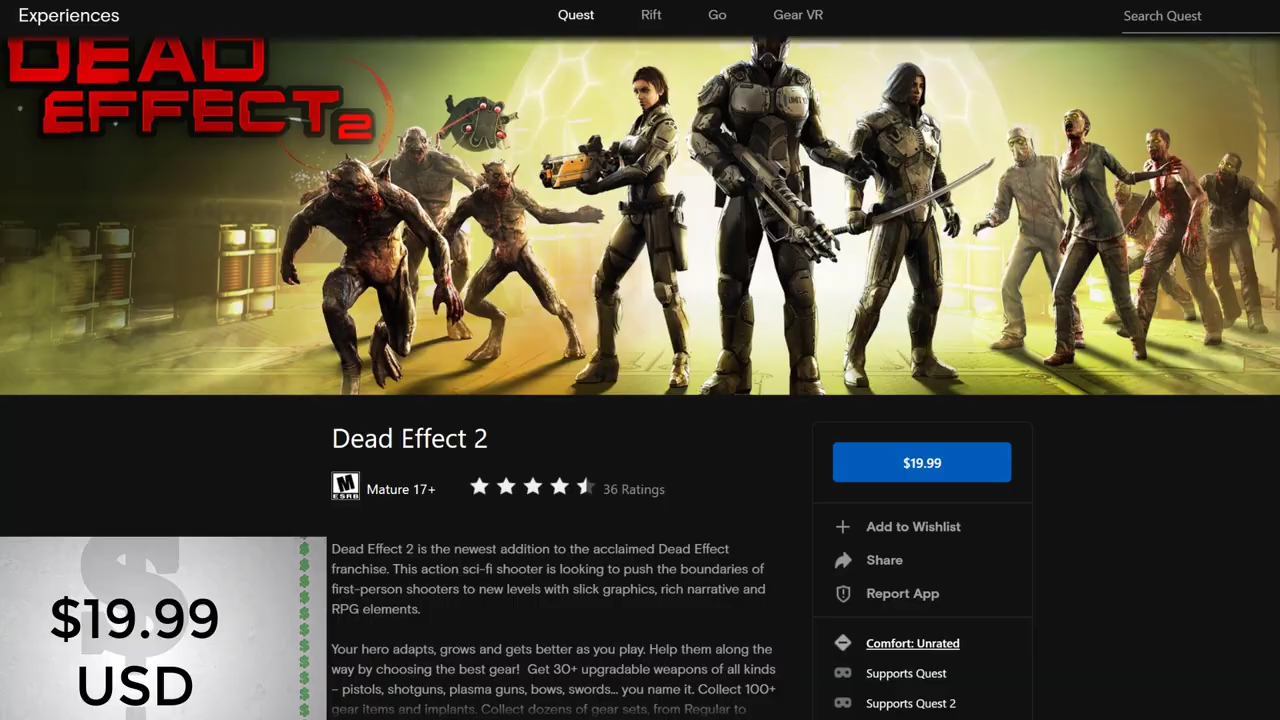 Experiences
Quest
Rift
Go
Gear VR
Search Quest
DEAD
EFFECT 2
Dead Effect 2
M
ESRB
Mature 17+
36 Ratings
Dead Effect 2 is the newest addition to the acclaimed Dead Effect
franchise. This action sci-fi shooter is looking to push the boundaries of
first-person shooters to new levels with slick graphics, rich narrative and
RPG elements.
Your hero adapts, grows and gets better as you play. Help them along the
way by choosing the best gear!  Get 30+ upgradable weapons of all kinds
– pistols, shotguns, plasma guns, bows, swords... you name it. Collect 100+
gear items and implants. Collect dozens of gear sets, from Regular to
$19.99
Add to Wishlist
Share
Report App
Comfort: Unrated
Supports Quest
Supports Quest 2
$19.99
USD